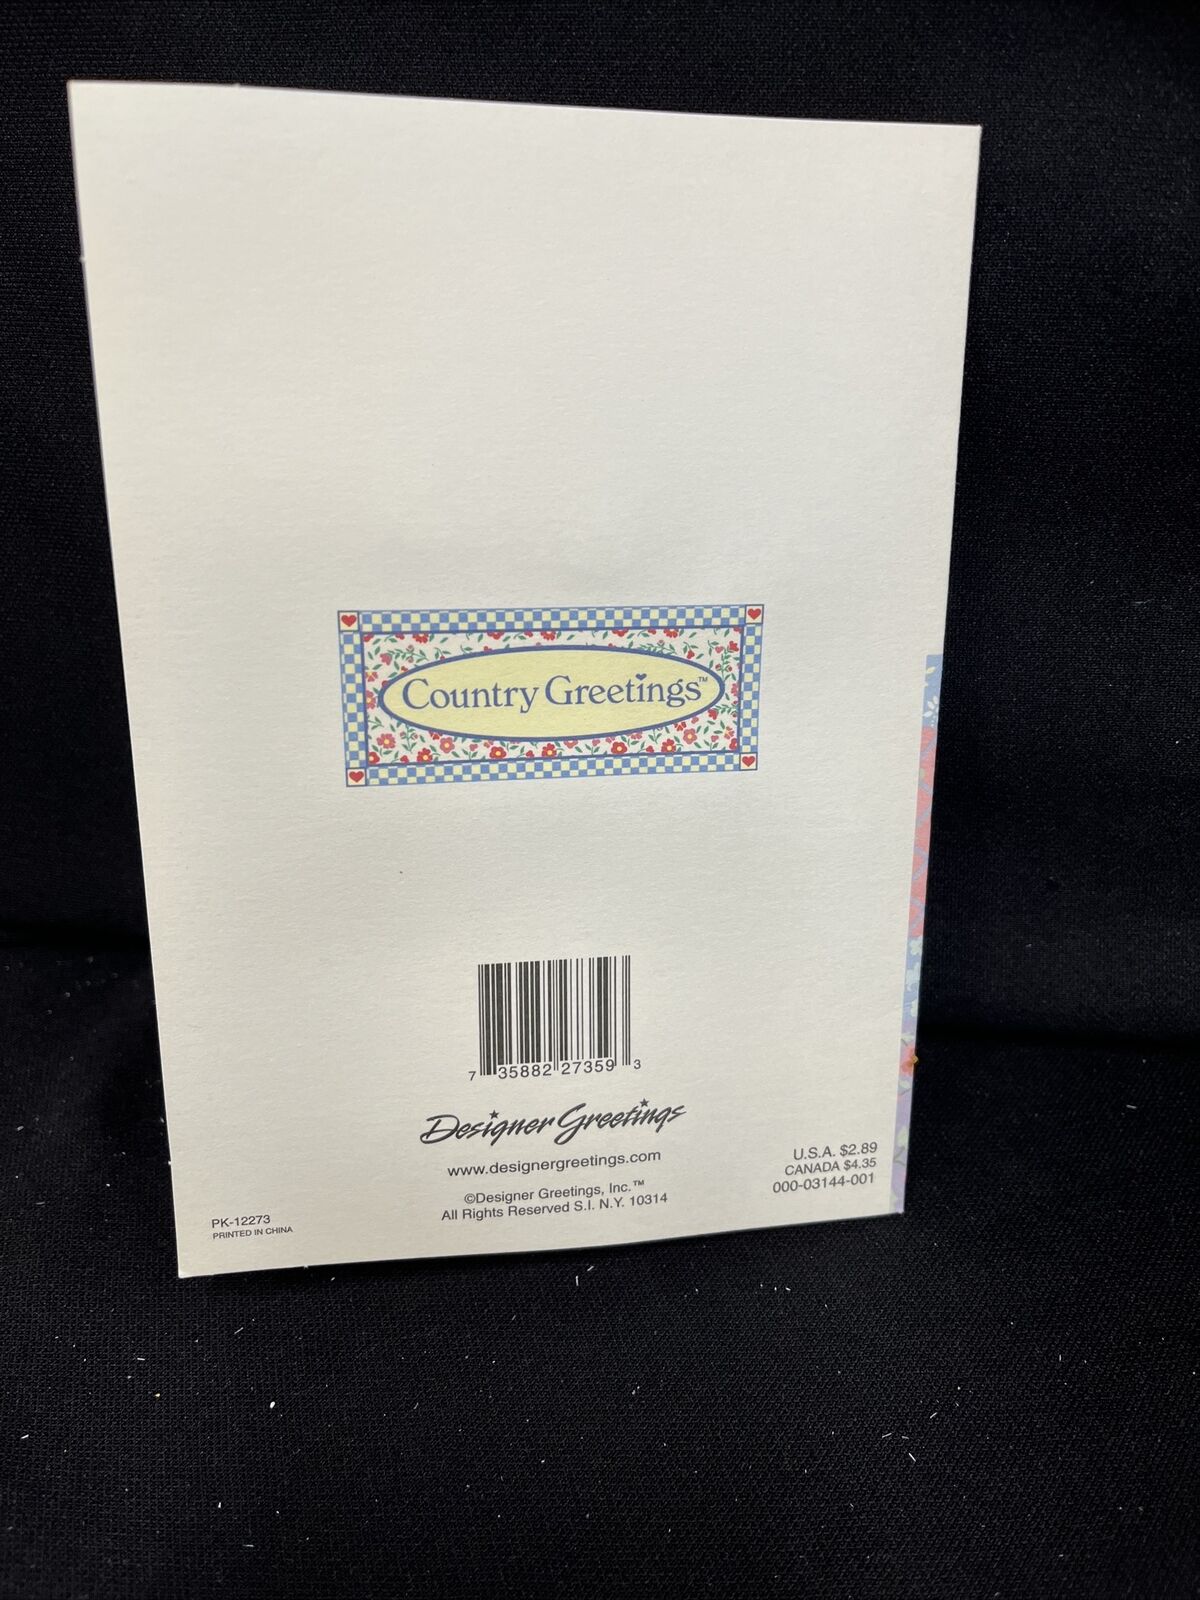 Country Greetings™
7 35882 27359 3
Designer Greetings
www.designergreetings.com
©Designer Greetings, Inc.™
All Rights Reserved S.I. N.Y. 10314
U.S.A. $2.89
CANADA $4.35
000-03144-001
PK-12273
PRINTED IN CHINA